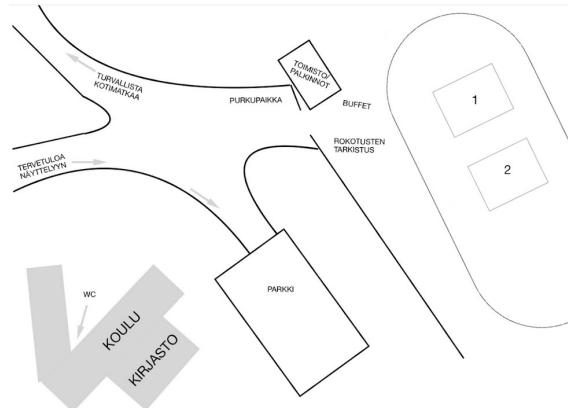 TURVALLISTA
KOTIMATKAA
TOIMISTO/
PALKINNOT
PURKUPAIKKA
BUFFET
1
ROKOTUSTEN
TARKISTUS
2
TERVETULOA
NÄYTTELYYN
PARKKI
WC
KOULU
KIRJASTO